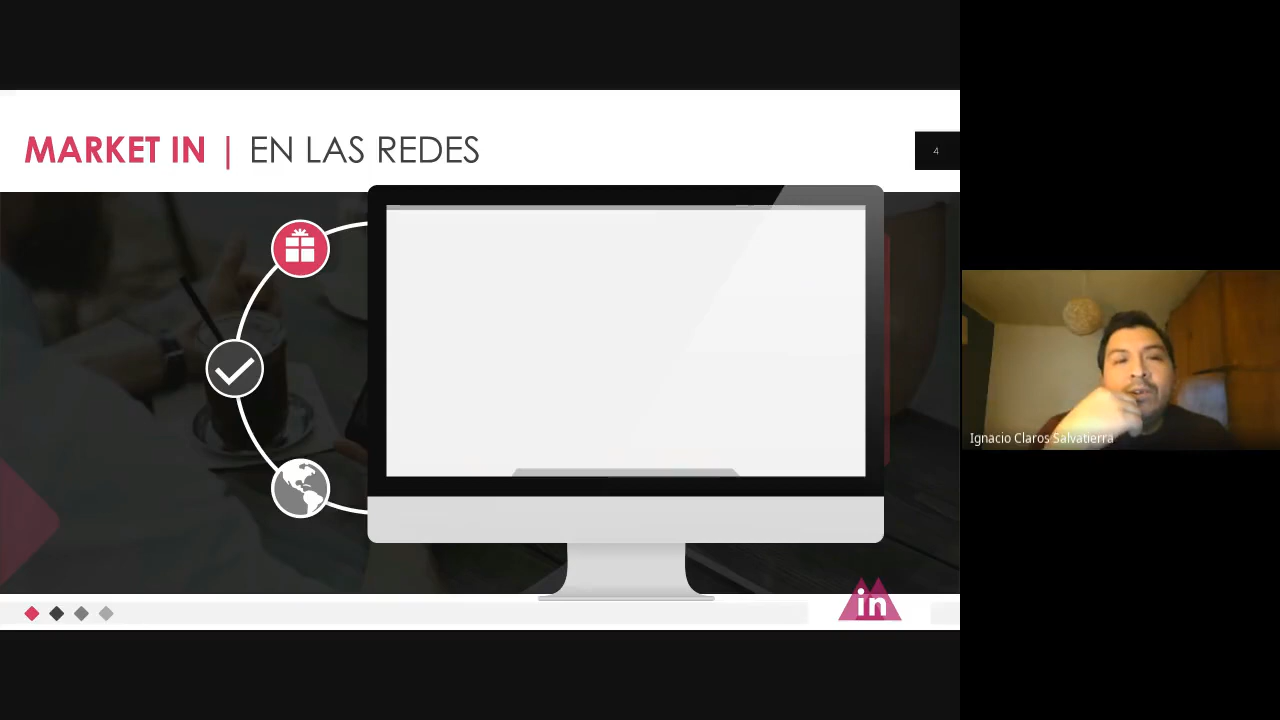 MARKET IN | EN LAS REDES
4
Ignacio Claros Salvatierra
in